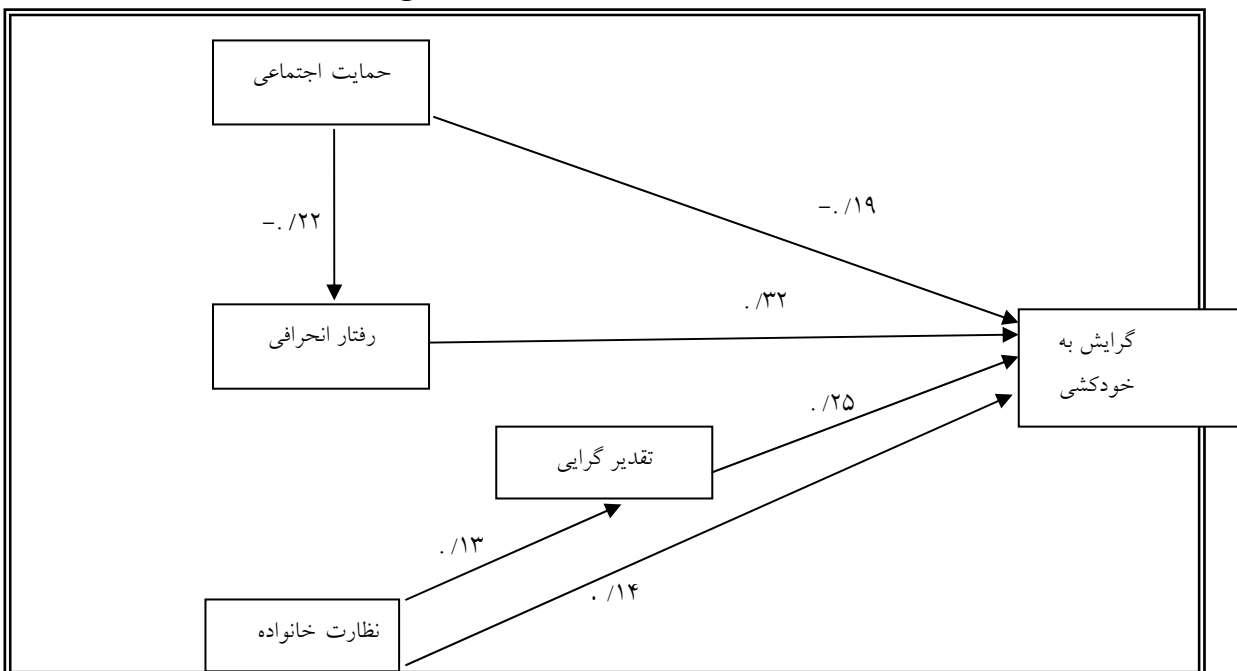 حمایت اجتماعی
-./۱۹
-./۲۲
./۳۲
رفتار انحرافی
گرایش به
خودکشی
./۲۵
تقدیر گرایی
./۱۳
./۱۴
نظارت خانواده